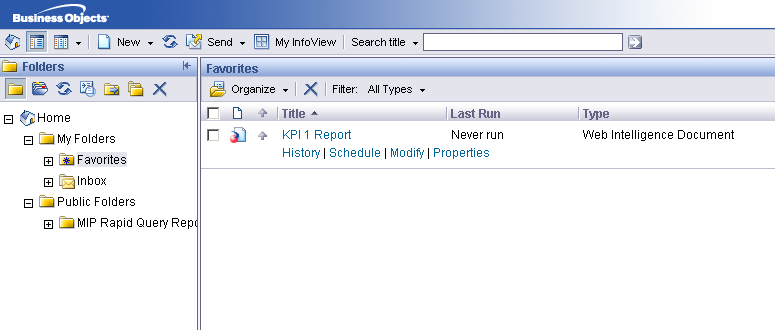 Business Objects
New Send My InfoView Search title
Folders
Home
My Folders
Favorites
Inbox
Public Folders
MIP Rapid Query Repo
Favorites
Organize Filter: All Types
Title Last Run Type
KPI 1 Report Never run Web Intelligence Document
History | Schedule | Modify | Properties